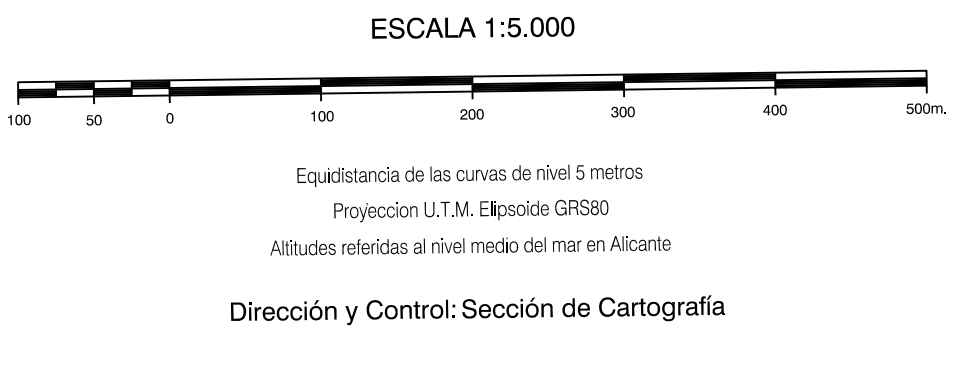 ESCALA 1:5.000
100 50 0 100 200 300 400 500m.
Equidistancia de las curvas de nivel 5 metros
Proyeccion U.T.M. Elipsoide GRS80
Altitudes referidas al nivel medio del mar en Alicante
Dirección y Control: Sección de Cartografía